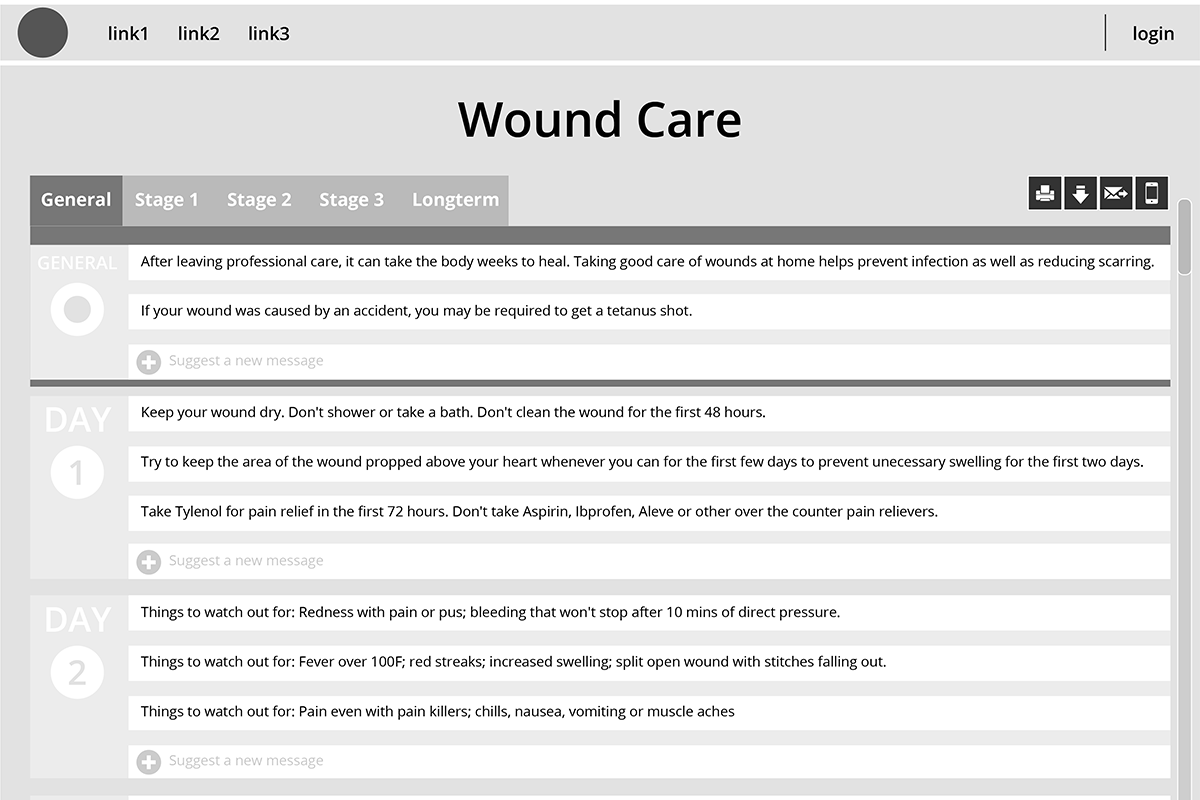 link1 link2 link3 login
Wound Care
General Stage 1 Stage 2 Stage 3 Longterm
GENERAL
After leaving professional care, it can take the body weeks to heal. Taking good care of wounds at home helps prevent infection as well as reducing scarring.
If your wound was caused by an accident, you may be required to get a tetanus shot.
Suggest a new message
DAY
1
Keep your wound dry. Don't shower or take a bath. Don't clean the wound for the first 48 hours.
Try to keep the area of the wound propped above your heart whenever you can for the first few days to prevent unecessary swelling for the first two days.
Take Tylenol for pain relief in the first 72 hours. Don't take Aspirin, Ibprofen, Aleve or other over the counter pain relievers.
Suggest a new message
DAY
2
Things to watch out for: Redness with pain or pus; bleeding that won't stop after 10 mins of direct pressure.
Things to watch out for: Fever over 100F; red streaks; increased swelling; split open wound with stitches falling out.
Things to watch out for: Pain even with pain killers; chills, nausea, vomiting or muscle aches
Suggest a new message